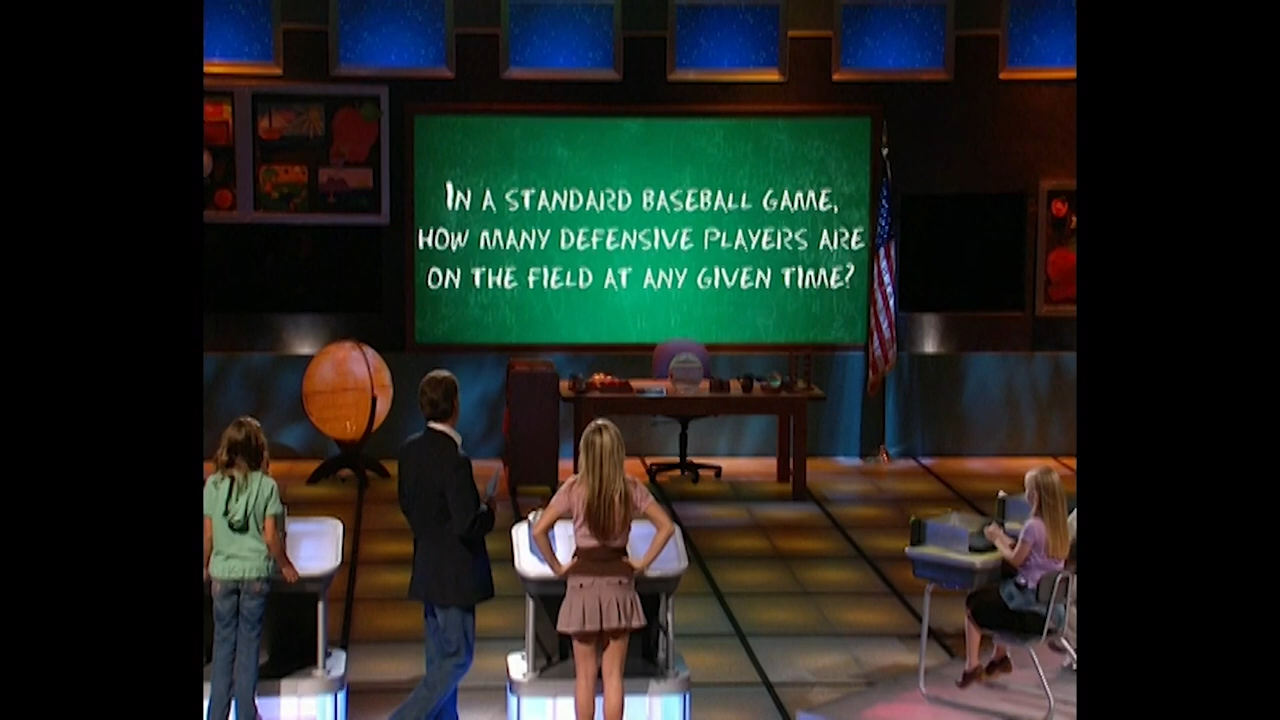 IN A STANDARD BASEBALL GAME,
HOW MANY DEFENSIVE PLAYERS ARE
ON THE FIELD AT ANY GIVEN TIME?